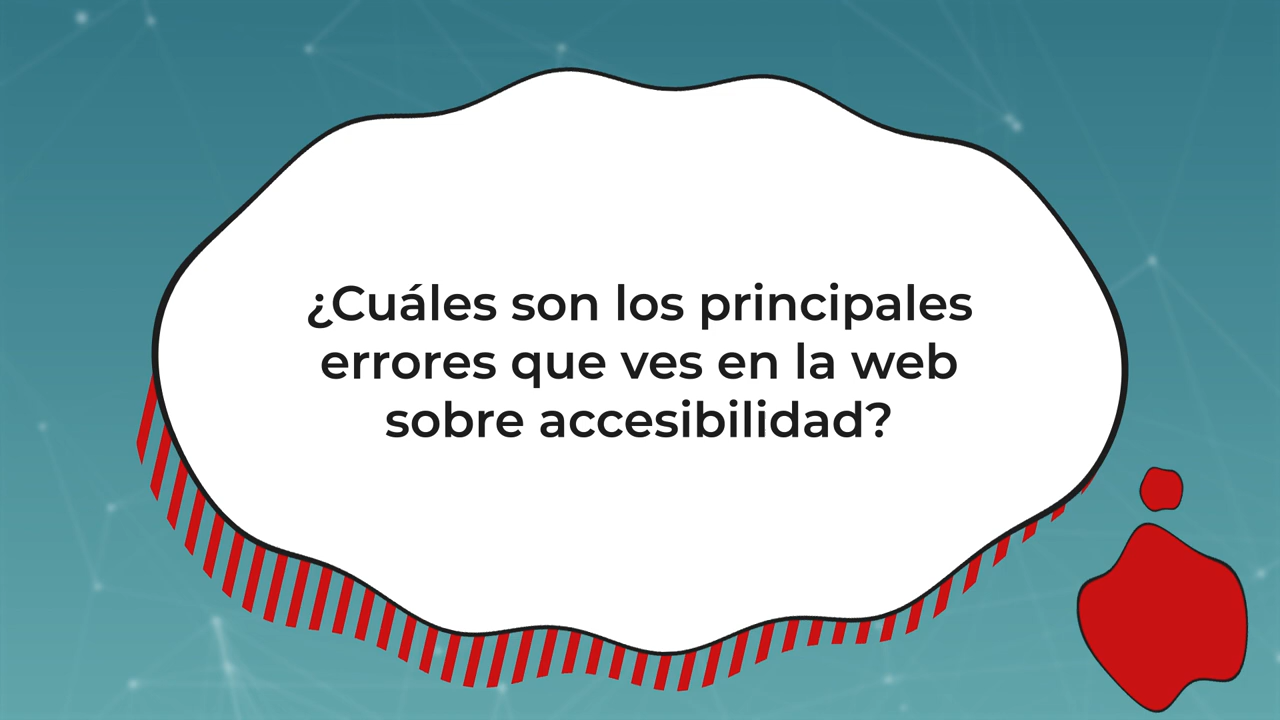 ¿Cuáles son los principales
errores que ves en la web
sobre accesibilidad?